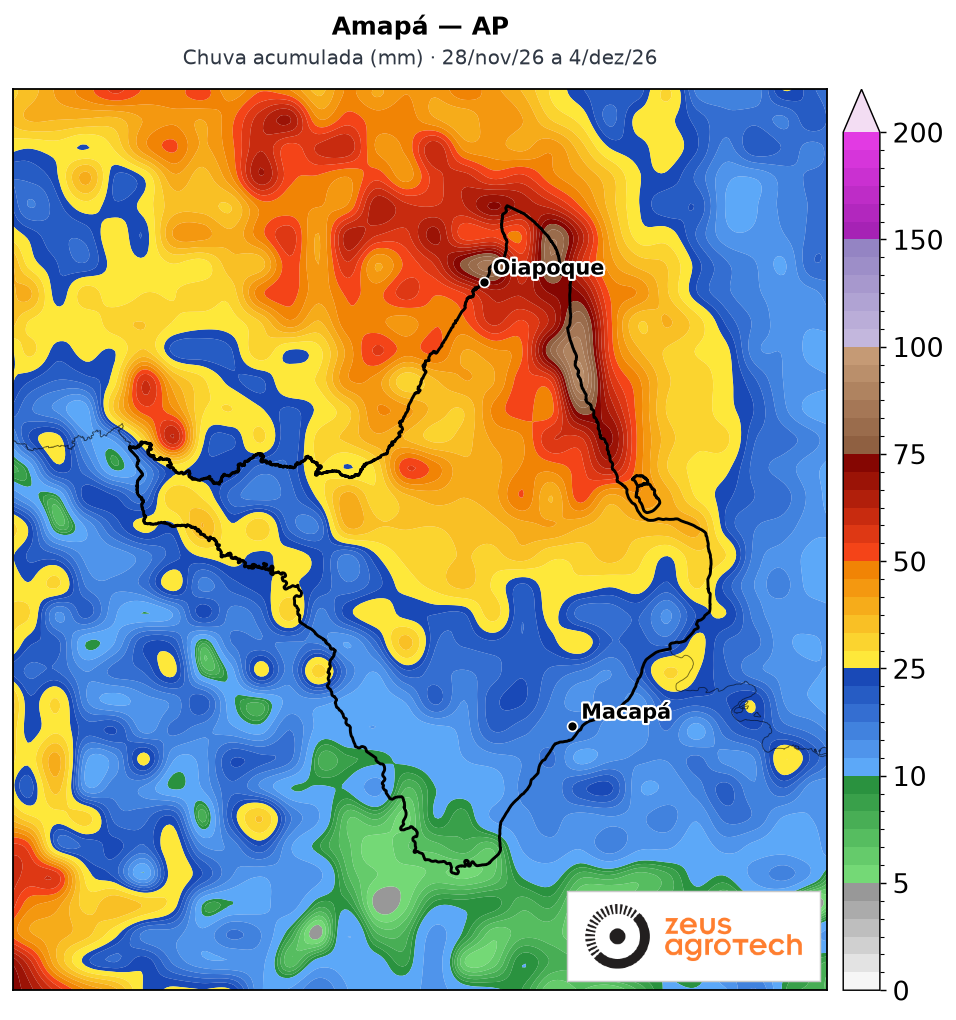 Amapá — AP
Chuva acumulada (mm) · 28/nov/26 a 4/dez/26
200
150
100
75
50
25
10
5
0
Oiapoque
Macapá
zeus
agrotech